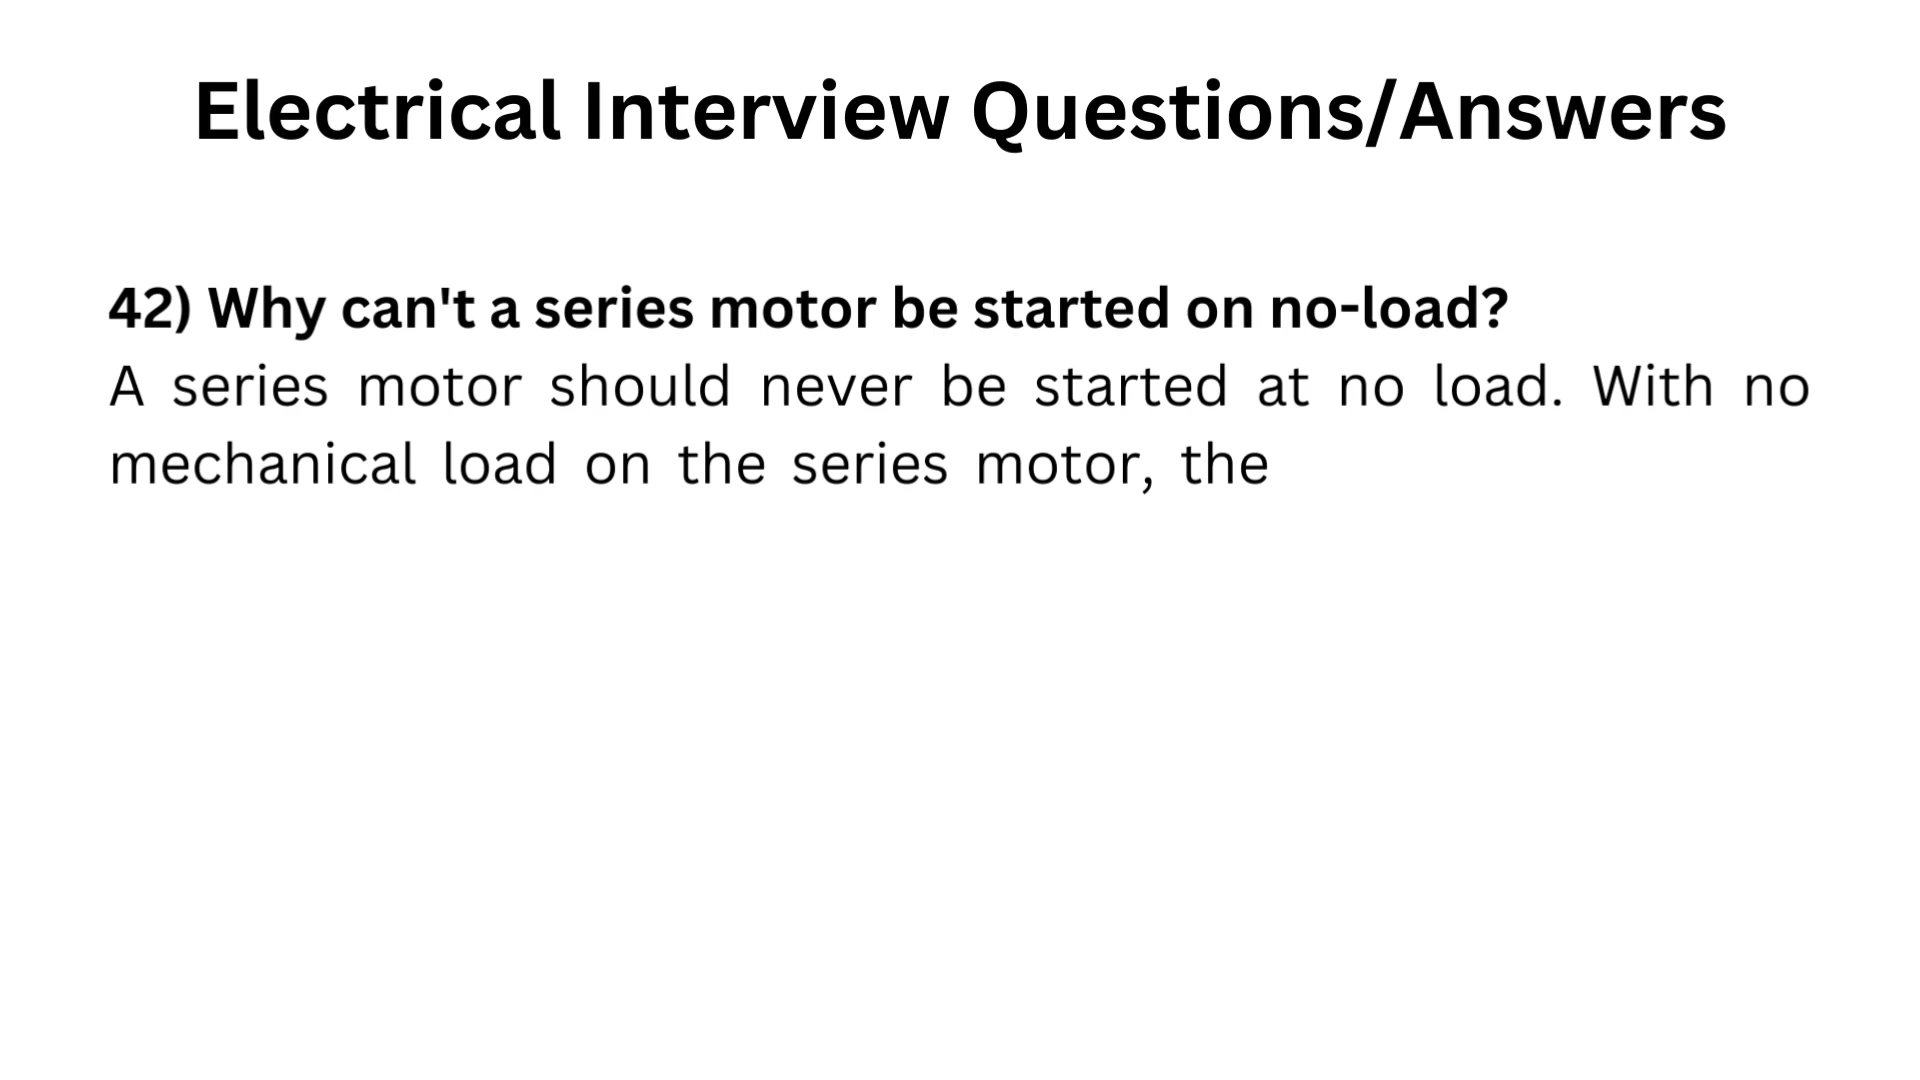 Electrical Interview Questions/Answers
42) Why can't a series motor be started on no-load?
A series motor should never be started at no load. With no
mechanical load on the series motor, the